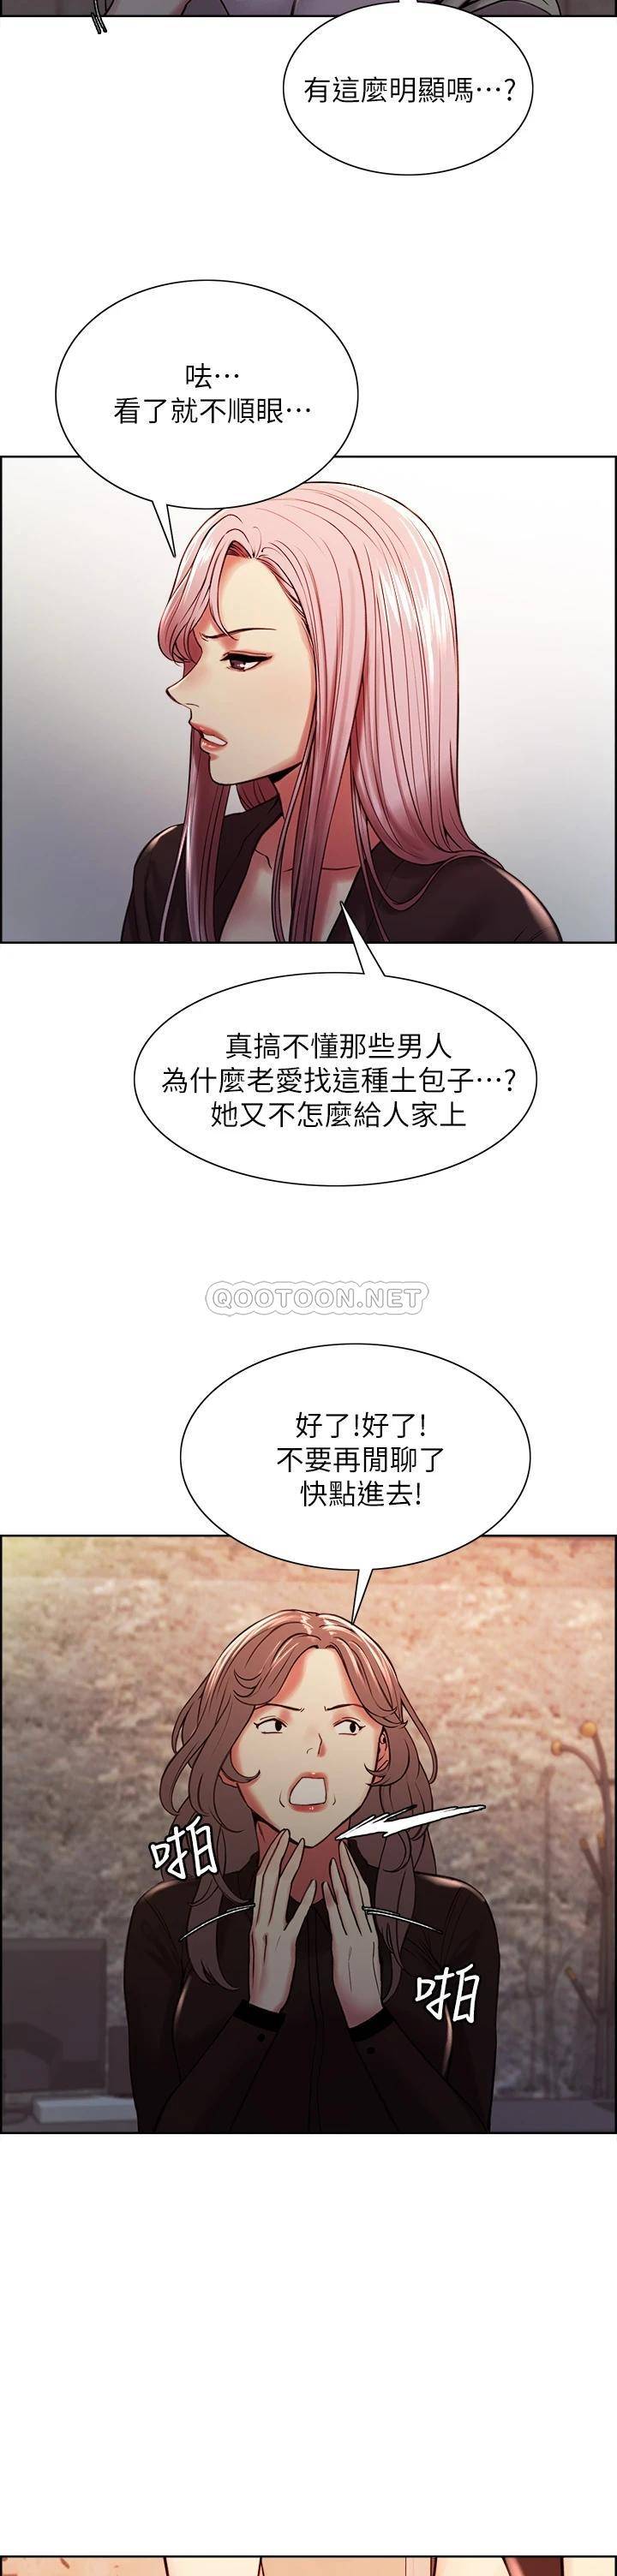 有這麼明顯嗎…?
呿…
看了就不順眼…
真搞不懂那些男人
為什麼老愛找這種土包子…?
她又不怎麼給人家上
QOOTOON.NET
好了!好了!
不要再閒聊了
快點進去!
啪
啪